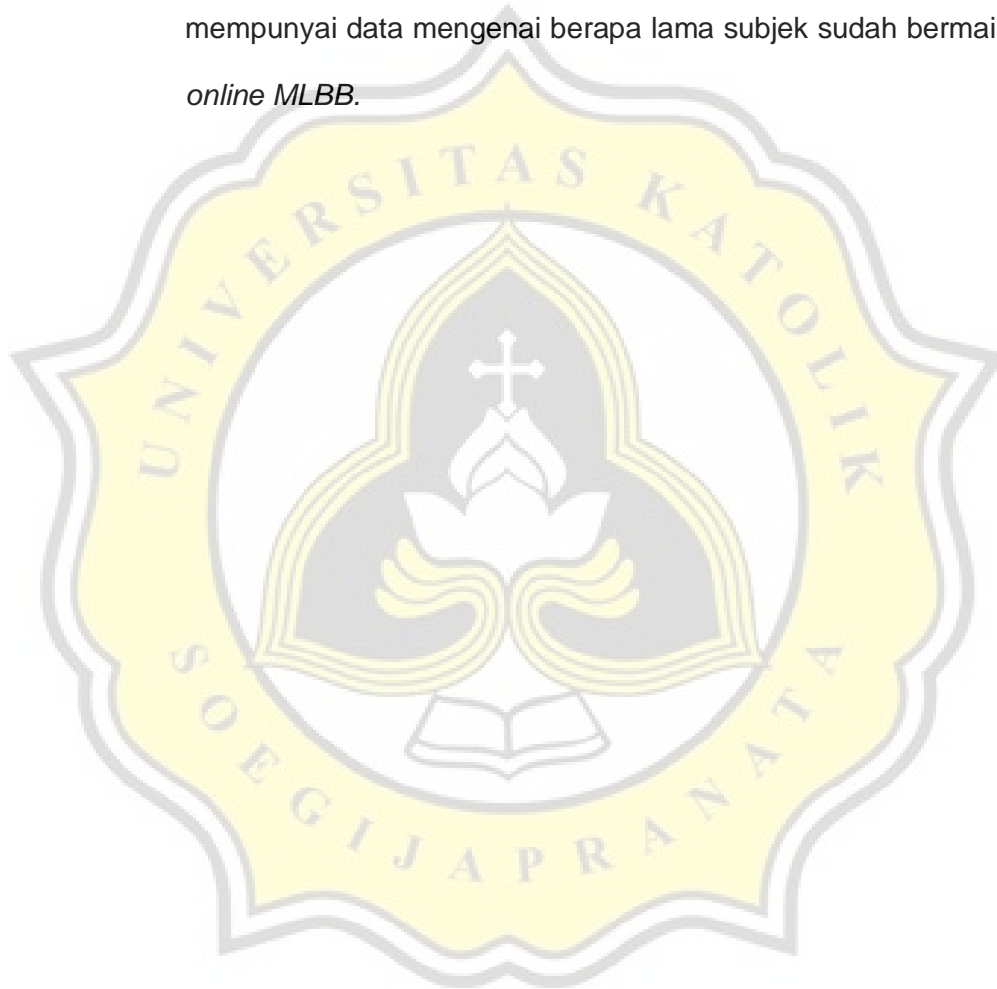 mempunyai data mengenai berapa lama subjek sudah bermai
online MLBB.
UNIVERSITAS KATOLIK
SOEGIJAPRANATA